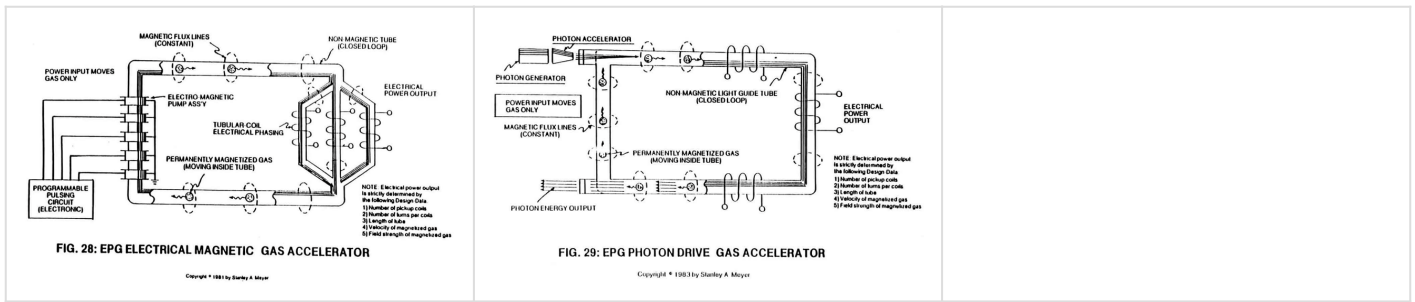 MAGNETIC FLUX LINES
(CONSTANT)
NON-MAGNETIC TUBE
(CLOSED LOOP)
POWER INPUT MOVES
GAS ONLY
ELECTRO-MAGNETIC
PUMP ASS'Y
ELECTRICAL
POWER OUTPUT
TUBULAR-COIL
ELECTRICAL PHASING
PERMANENTLY MAGNETIZED GAS
(MOVING INSIDE TUBE)
PROGRAMMABLE
PULSING
CIRCUIT
(ELECTRONIC)
NOTE Electrical power output
is strictly determined by
the following Design Data
1) Number of pickup coils
2) Number of turns per coils
3) Length of tube
4) Velocity of magnetized gas
5) Field strength of magnetized gas
FIG. 28: EPG ELECTRICAL MAGNETIC GAS ACCELERATOR
Copyright © 1981 by Stanley A Meyer
PHOTON ACCELERATOR
PHOTON GENERATOR
NON-MAGNETIC LIGHT GUIDE TUBE
(CLOSED LOOP)
POWER INPUT MOVES
GAS ONLY
ELECTRICAL
POWER
OUTPUT
MAGNETIC FLUX LINES
(CONSTANT)
PERMANENTLY MAGNETIZED GAS
(MOVING INSIDE TUBE)
PHOTON ENERGY OUTPUT
NOTE Electrical power output
is strictly determined by
the following Design Data
1) Number of pickup coils
2) Number of turns per coils
3) Length of tube
4) Velocity of magnetized gas
5) Field strength of magnetized gas
FIG. 29: EPG PHOTON DRIVE GAS ACCELERATOR
Copyright © 1983 by Stanley A Meyer